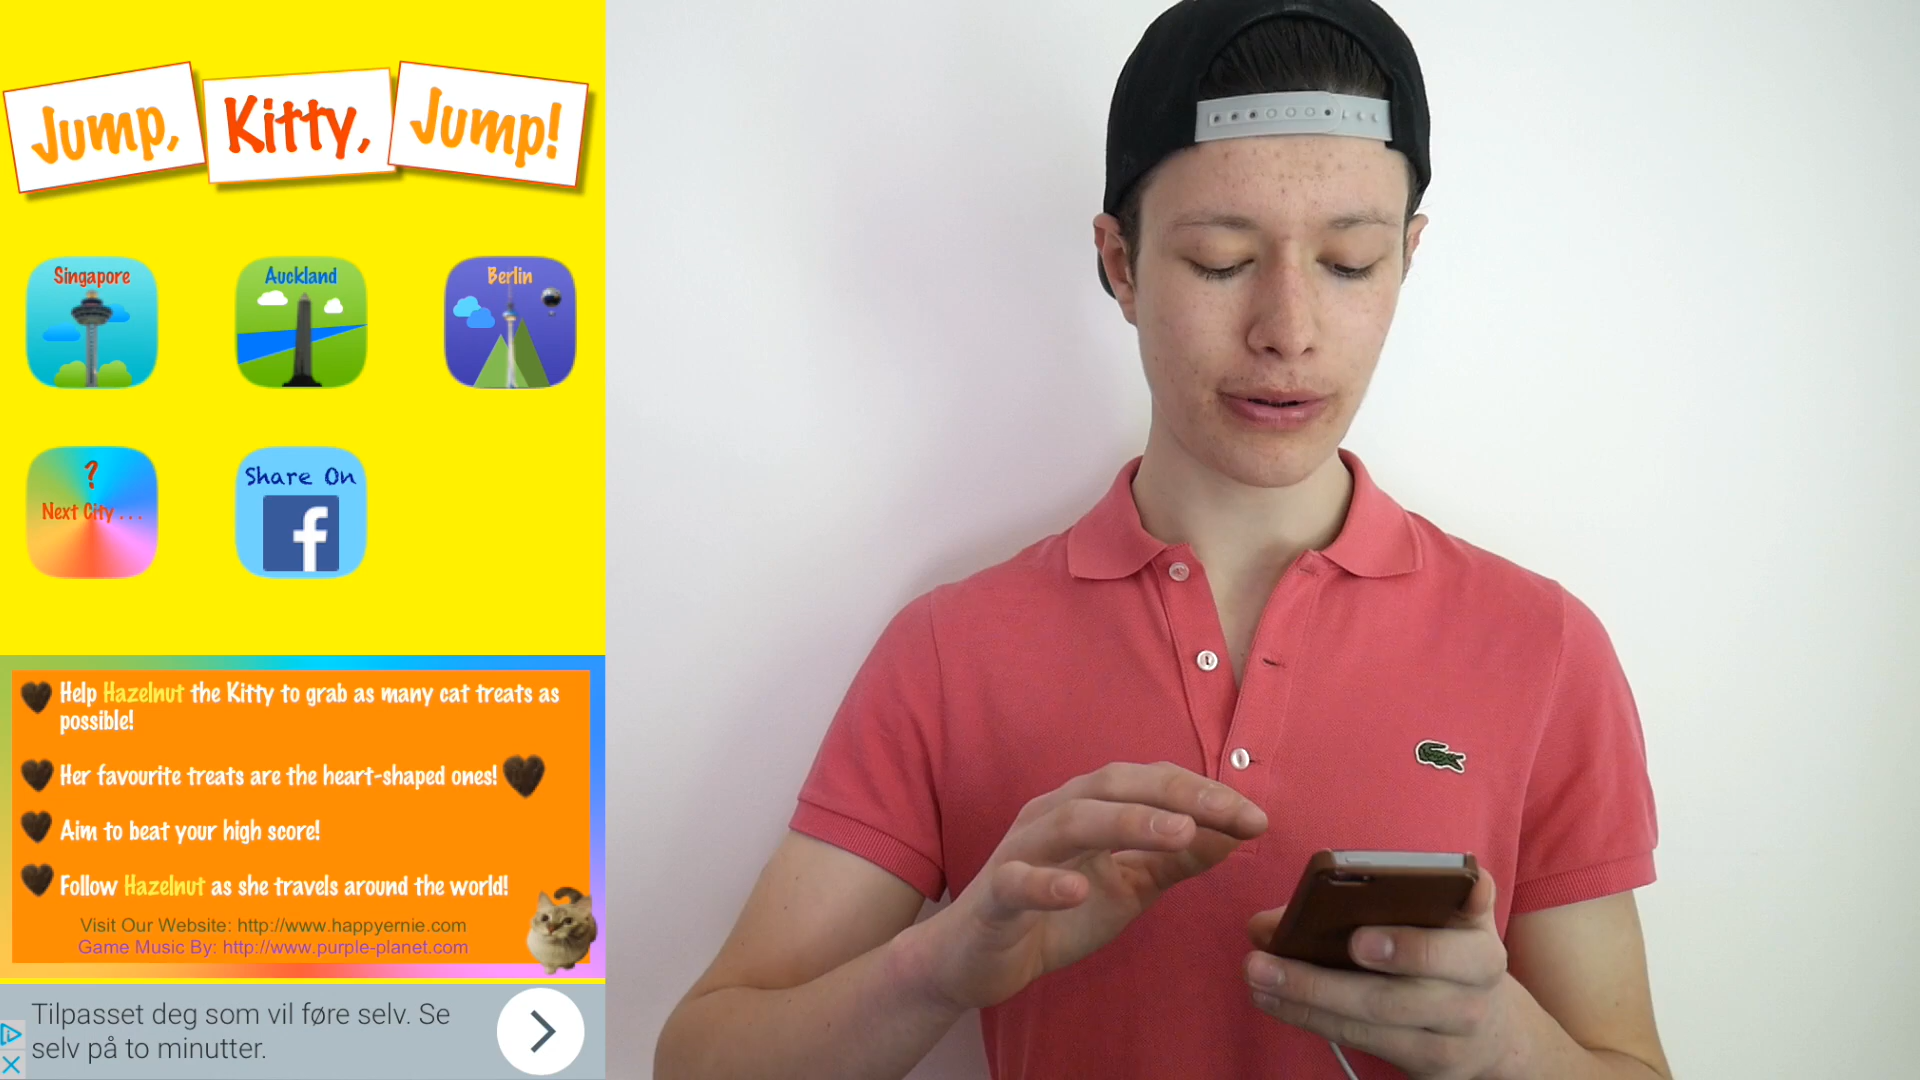 Jump, Kitty, Jump!
Singapore
Auckland
Berlin
?
Next City . . .
Share On
f
Help Hazelnut the Kitty to grab as many cat treats as
possible!
Her favourite treats are the heart-shaped ones!
Aim to beat your high score!
Follow Hazelnut as she travels around the world!
Visit Our Website: http://www.happyernie.com
Game Music By: http://www.purple-planet.com
Tilpasset deg som vil føre selv. Se
selv på to minutter.